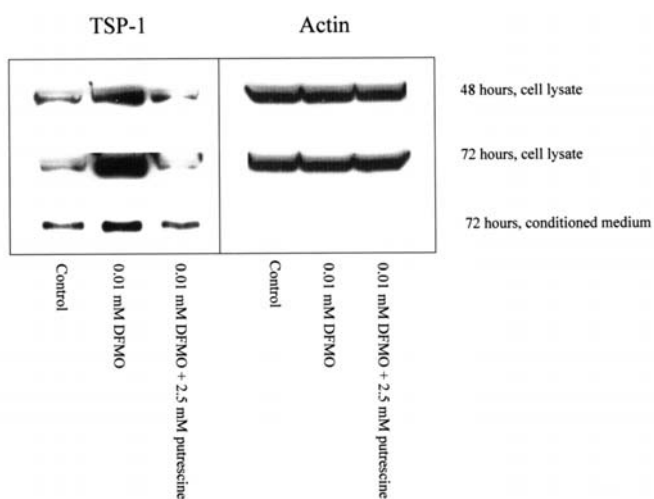 TSP-1
Actin
48 hours, cell lysate
72 hours, cell lysate
72 hours, conditioned medium
Control
0.01 mM DFMO
0.01 mM DFMO + 2.5 mM putrescine
Control
0.01 mM DFMO
0.01 mM DFMO + 2.5 mM putrescine